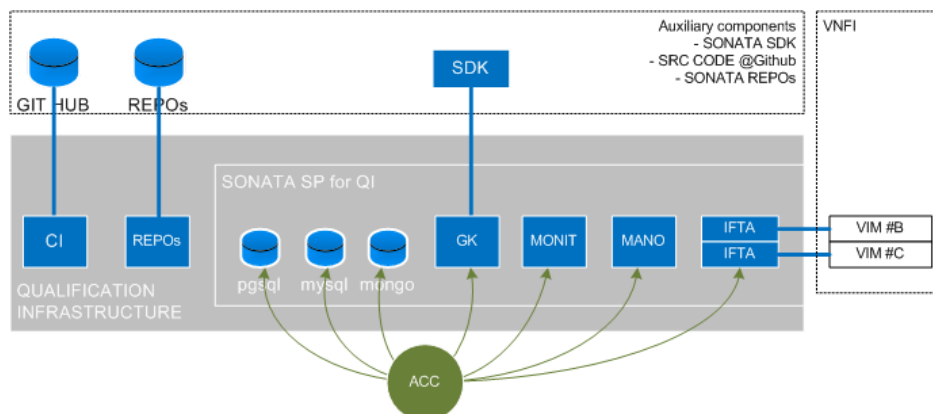 Auxiliary components
- SONATA SDK
- SRC CODE @Github
- SONATA REPOs
VNFI
SDK
GIT HUB
REPOs
SONATA SP for QI
CI
REPOs
GK
MONIT
MANO
IFTA
VIM #B
IFTA
VIM #C
pgsql
mysql
mongo
QUALIFICATION
INFRASTRUCTURE
ACC